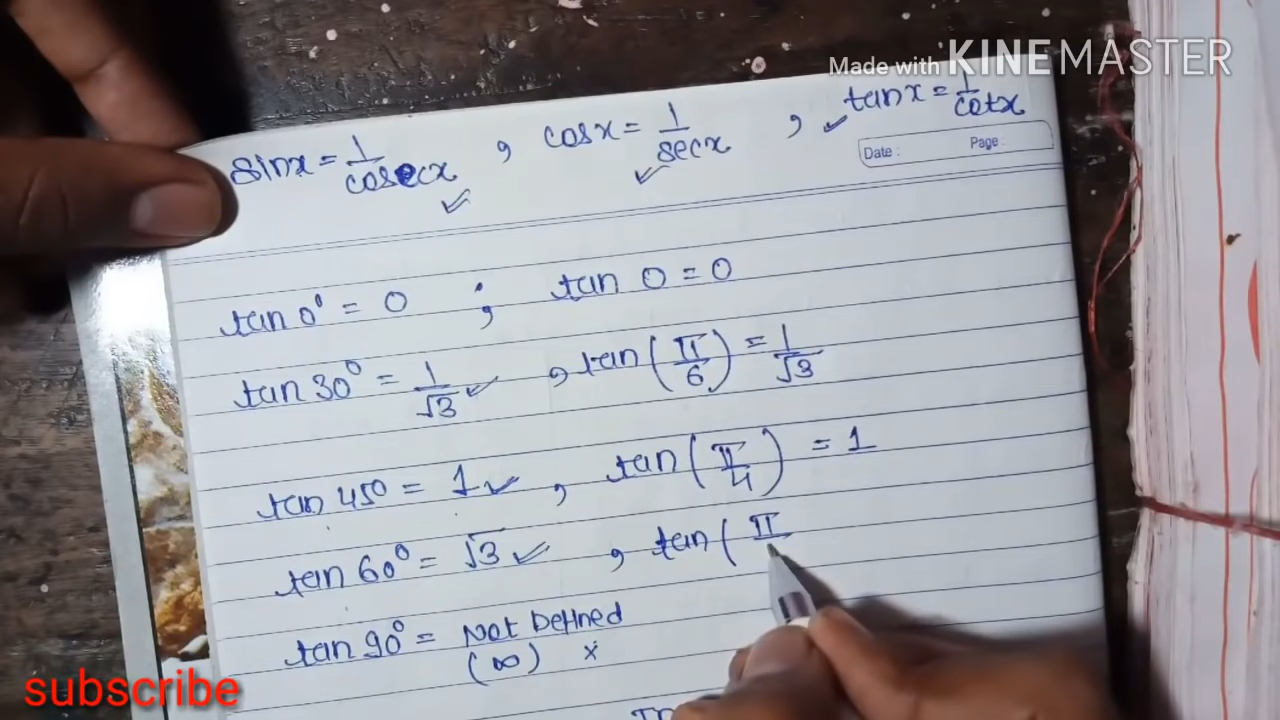 Made with KINEMASTER
sinx = 1/cosecx , cosx = 1/secx , tanx = 1/cotx
Date : Page :
tan 0° = 0 ; tan 0 = 0
tan 30° = 1/√3 , tan(π/6) = 1/√3
tan 45° = 1 , tan(π/4) = 1
tan 60° = √3 , tan(π
tan 90° = Not Defined
(∞) ×
subscribe